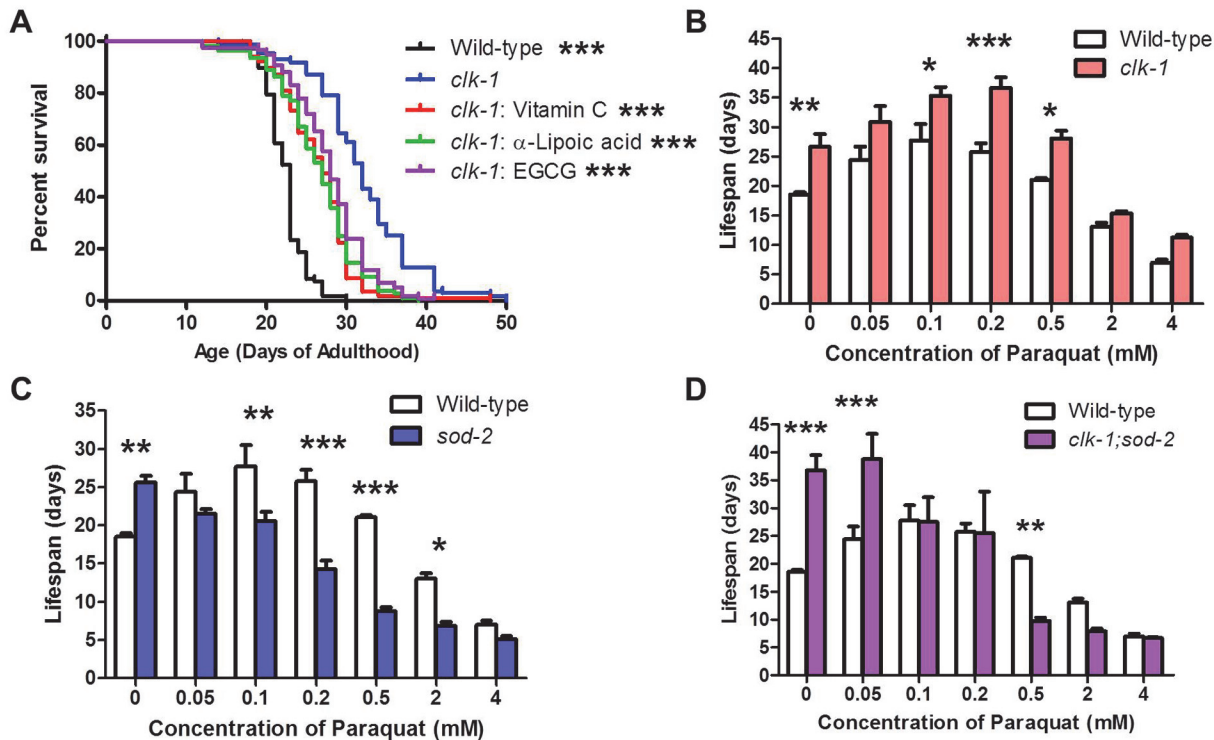 A
Percent survival
100
80
60
40
20
0
0 10 20 30 40 50
Age (Days of Adulthood)
Wild-type ***
clk-1
clk-1: Vitamin C ***
clk-1: α-Lipoic acid ***
clk-1: EGCG ***
B
Lifespan (days)
45
40
35
30
25
20
15
10
5
0
** * *** *
Wild-type
clk-1
0 0.05 0.1 0.2 0.5 2 4
Concentration of Paraquat (mM)
C
Lifespan (days)
35
30
25
20
15
10
5
0
** ** *** *** *
Wild-type
sod-2
0 0.05 0.1 0.2 0.5 2 4
Concentration of Paraquat (mM)
D
Lifespan (days)
45
40
35
30
25
20
15
10
5
0
*** *** **
Wild-type
clk-1;sod-2
0 0.05 0.1 0.2 0.5 2 4
Concentration of Paraquat (mM)